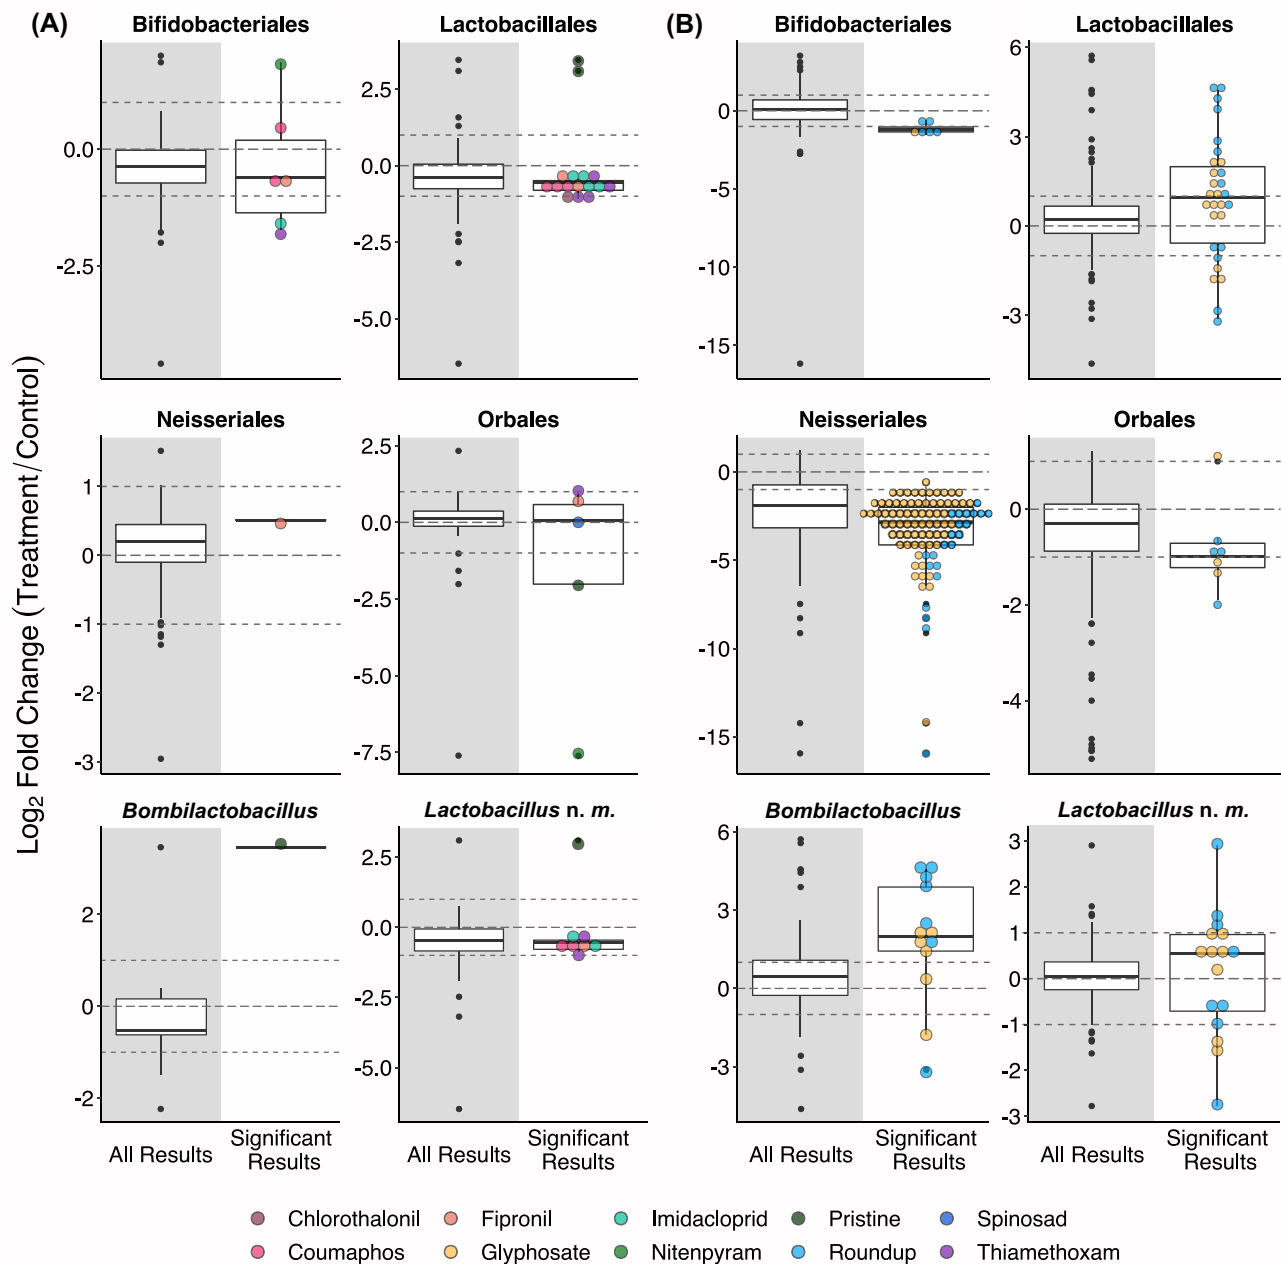 (A)
(B)
Bifidobacteriales
Lactobacillales
Bifidobacteriales
Lactobacillales
0.0
-2.5
2.5
0.0
-2.5
-5.0
0
-5
-10
-15
6
3
0
-3
Log2 Fold Change (Treatment/Control)
Neisseriales
Orbales
Neisseriales
Orbales
1
0
-1
-2
-3
2.5
0.0
-2.5
-5.0
-7.5
0
-5
-10
-15
0
-2
-4
Bombilactobacillus
Lactobacillus n. m.
Bombilactobacillus
Lactobacillus n. m.
2
0
-2
2.5
0.0
-2.5
-5.0
6
3
0
-3
3
2
1
0
-1
-2
-3
All Results
Significant
Results
All Results
Significant
Results
All Results
Significant
Results
All Results
Significant
Results
Chlorothalonil
Fipronil
Imidacloprid
Pristine
Spinosad
Coumaphos
Glyphosate
Nitenpyram
Roundup
Thiamethoxam